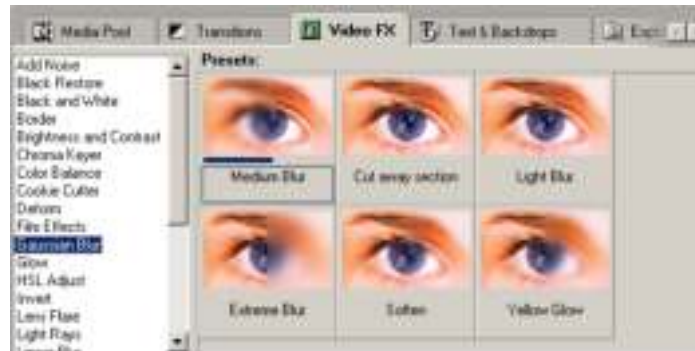 Media Pool
Transitions
Video FX
Text & Backdrops
Presets:
Add Noise
Black Restore
Black and White
Border
Brightness and Contrast
Chroma Keyer
Color Balance
Cookie Cutter
Deform
Film Effects
Gaussian Blur
Glow
HSL Adjust
Invert
Lens Flare
Light Rays
Medium Blur
Cut away section
Light Blur
Extreme Blur
Soften
Yellow Glow